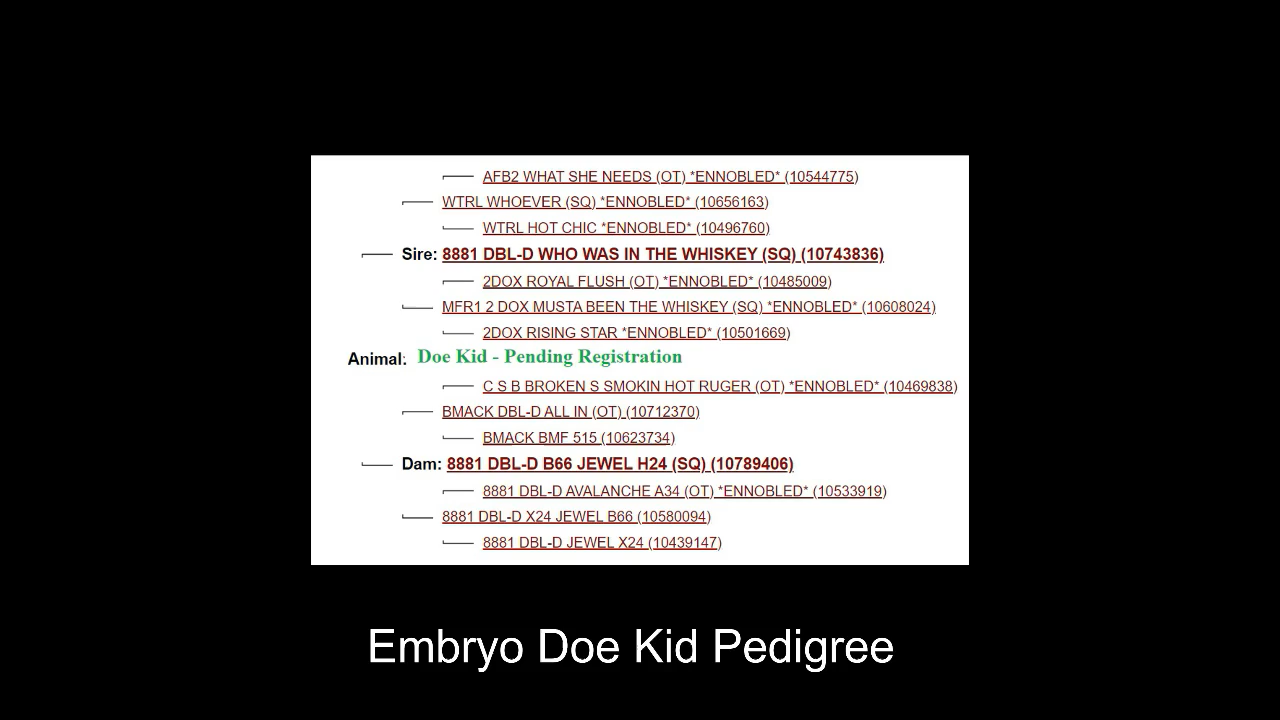 AFB2 WHAT SHE NEEDS (OT) *ENNOBLED* (10544775)
WTRL WHOEVER (SQ) *ENNOBLED* (10656163)
WTRL HOT CHIC *ENNOBLED* (10496760)
Sire: 8881 DBL-D WHO WAS IN THE WHISKEY (SQ) (10743836)
2DOX ROYAL FLUSH (OT) *ENNOBLED* (10485009)
MFR1 2 DOX MUSTA BEEN THE WHISKEY (SQ) *ENNOBLED* (10608024)
2DOX RISING STAR *ENNOBLED* (10501669)
Animal: Doe Kid - Pending Registration
C S B BROKEN S SMOKIN HOT RUGER (OT) *ENNOBLED* (10469838)
BMACK DBL-D ALL IN (OT) (10712370)
BMACK BMF 515 (10623734)
Dam: 8881 DBL-D B66 JEWEL H24 (SQ) (10789406)
8881 DBL-D AVALANCHE A34 (OT) *ENNOBLED* (10533919)
8881 DBL-D X24 JEWEL B66 (10580094)
8881 DBL-D JEWEL X24 (10439147)
Embryo Doe Kid Pedigree